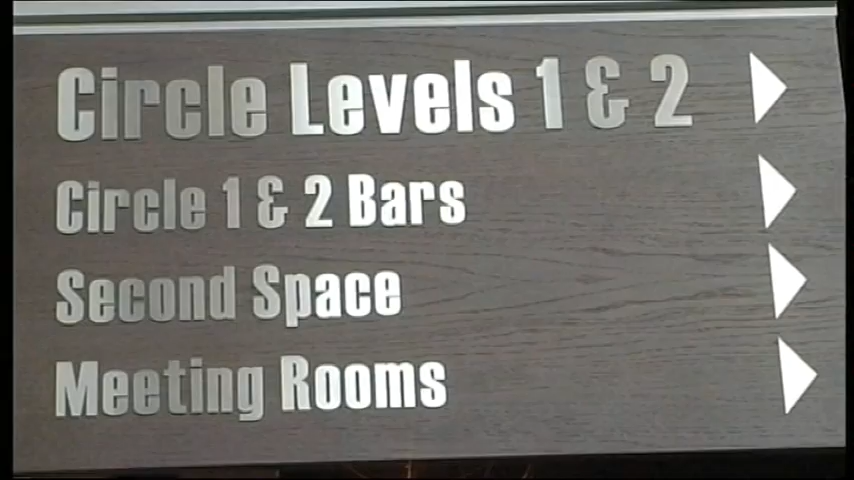 Circle Levels 1 & 2
Circle 1 & 2 Bars
Second Space
Meeting Rooms